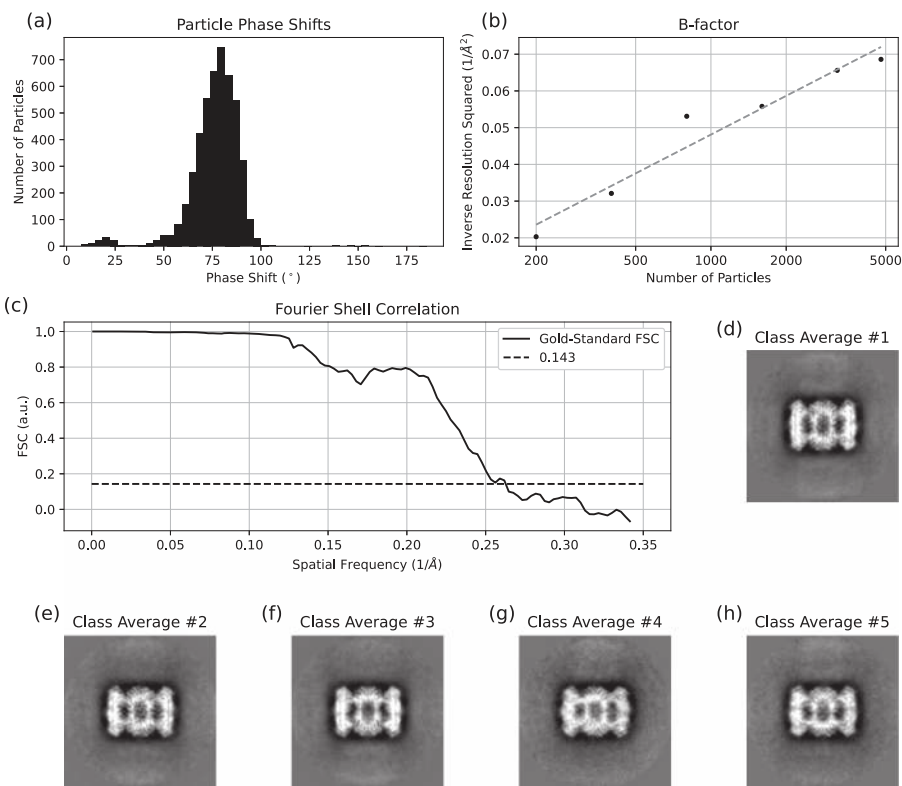 (a)
Particle Phase Shifts
Number of Particles
700
600
500
400
300
200
100
0
0 25 50 75 100 125 150 175
Phase Shift (°)
(b)
B-factor
Inverse Resolution Squared (1/Å²)
0.07
0.06
0.05
0.04
0.03
0.02
200 500 1000 2000 5000
Number of Particles
(c)
Fourier Shell Correlation
FSC (a.u.)
1.0
0.8
0.6
0.4
0.2
0.0
Gold-Standard FSC
0.143
0.00 0.05 0.10 0.15 0.20 0.25 0.30 0.35
Spatial Frequency (1/Å)
(d)
Class Average #1
(e)
Class Average #2
(f)
Class Average #3
(g)
Class Average #4
(h)
Class Average #5